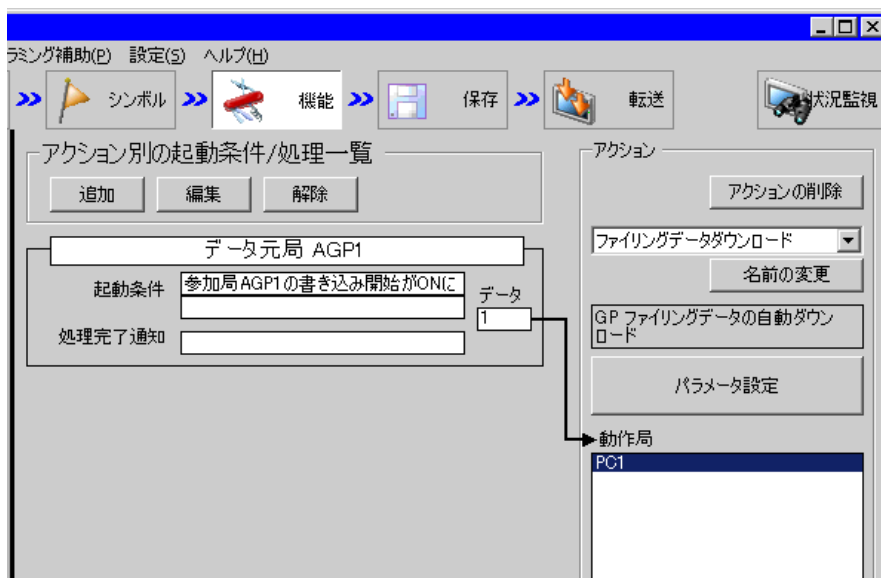 ラミング補助(P) 設定(S) ヘルプ(H)
シンボル 機能 保存 転送 状況監視
アクション別の起動条件/処理一覧
追加 編集 解除
データ元局 AGP1
起動条件 参加局AGP1の書き込み開始がON(こ
データ
1
処理完了通知
アクション
アクションの削除
ファイリングデータダウンロード
名前の変更
GP ファイリングデータの自動ダウン
ロード
パラメータ設定
動作局
PC1